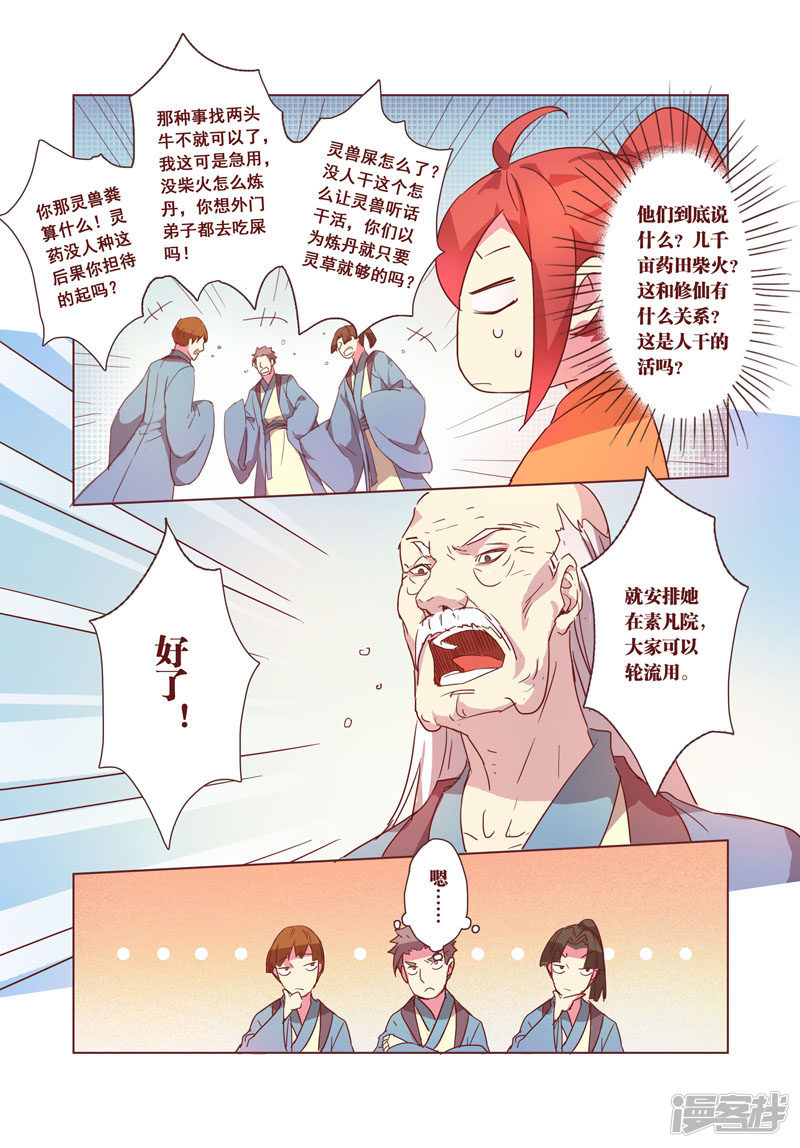 你那灵兽粪
算什么！灵
药没人种这
后果你担待
的起吗？
那种事找两头
牛不就可以了，
我这可是急用，
没柴火怎么炼
丹，你想外门
弟子都去吃屎
吗！
灵兽屎怎么了？
没人干这个怎
么让灵兽听话
干活，你们以
为炼丹就只要
灵草就够的吗？
他们到底说
什么？几千
亩药田柴火？
这和修仙有
什么关系？
这是人干的
活吗？
好了！
就安排她
在素凡院，
大家可以
轮流用。
嗯……
漫客栈